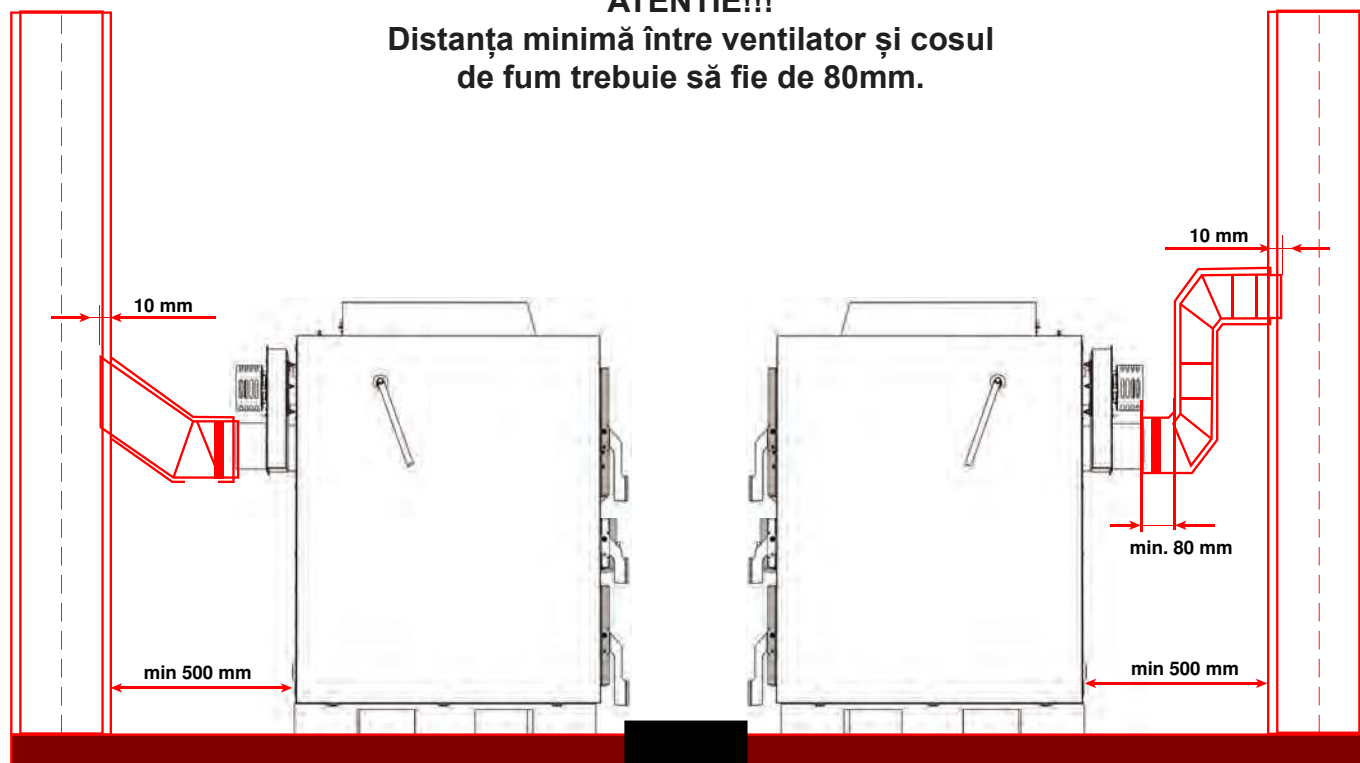 ATENTIE!!!
Distanța minimă între ventilator și cosul
de fum trebuie să fie de 80mm.
10 mm
10 mm
min. 80 mm
min 500 mm
min 500 mm